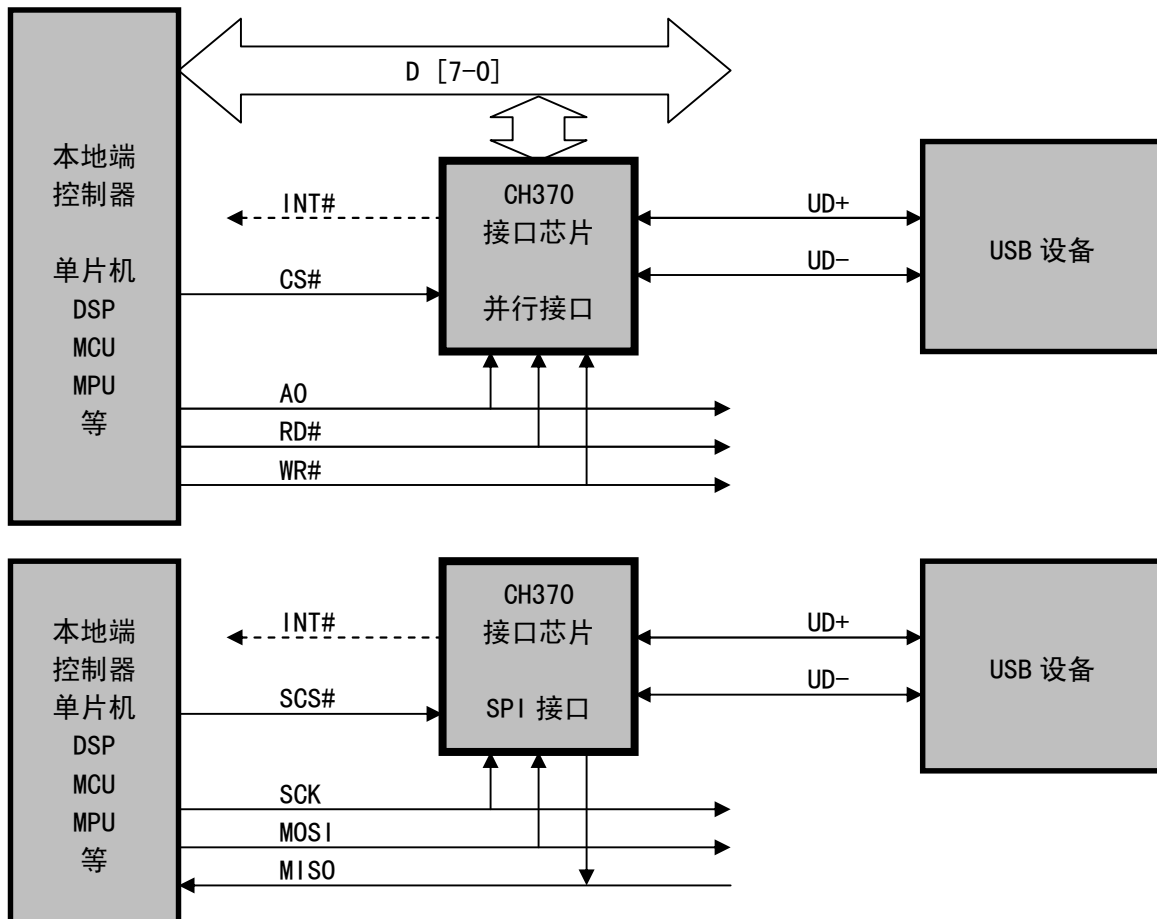 D [7-0]
本地端
控制器
单片机
DSP
MCU
MPU
等
INT#
CS#
A0
RD#
WR#
CH370
接口芯片
并行接口
UD+
UD-
USB 设备
本地端
控制器
单片机
DSP
MCU
MPU
等
INT#
SCS#
SCK
MOSI
MISO
CH370
接口芯片
SPI 接口
UD+
UD-
USB 设备